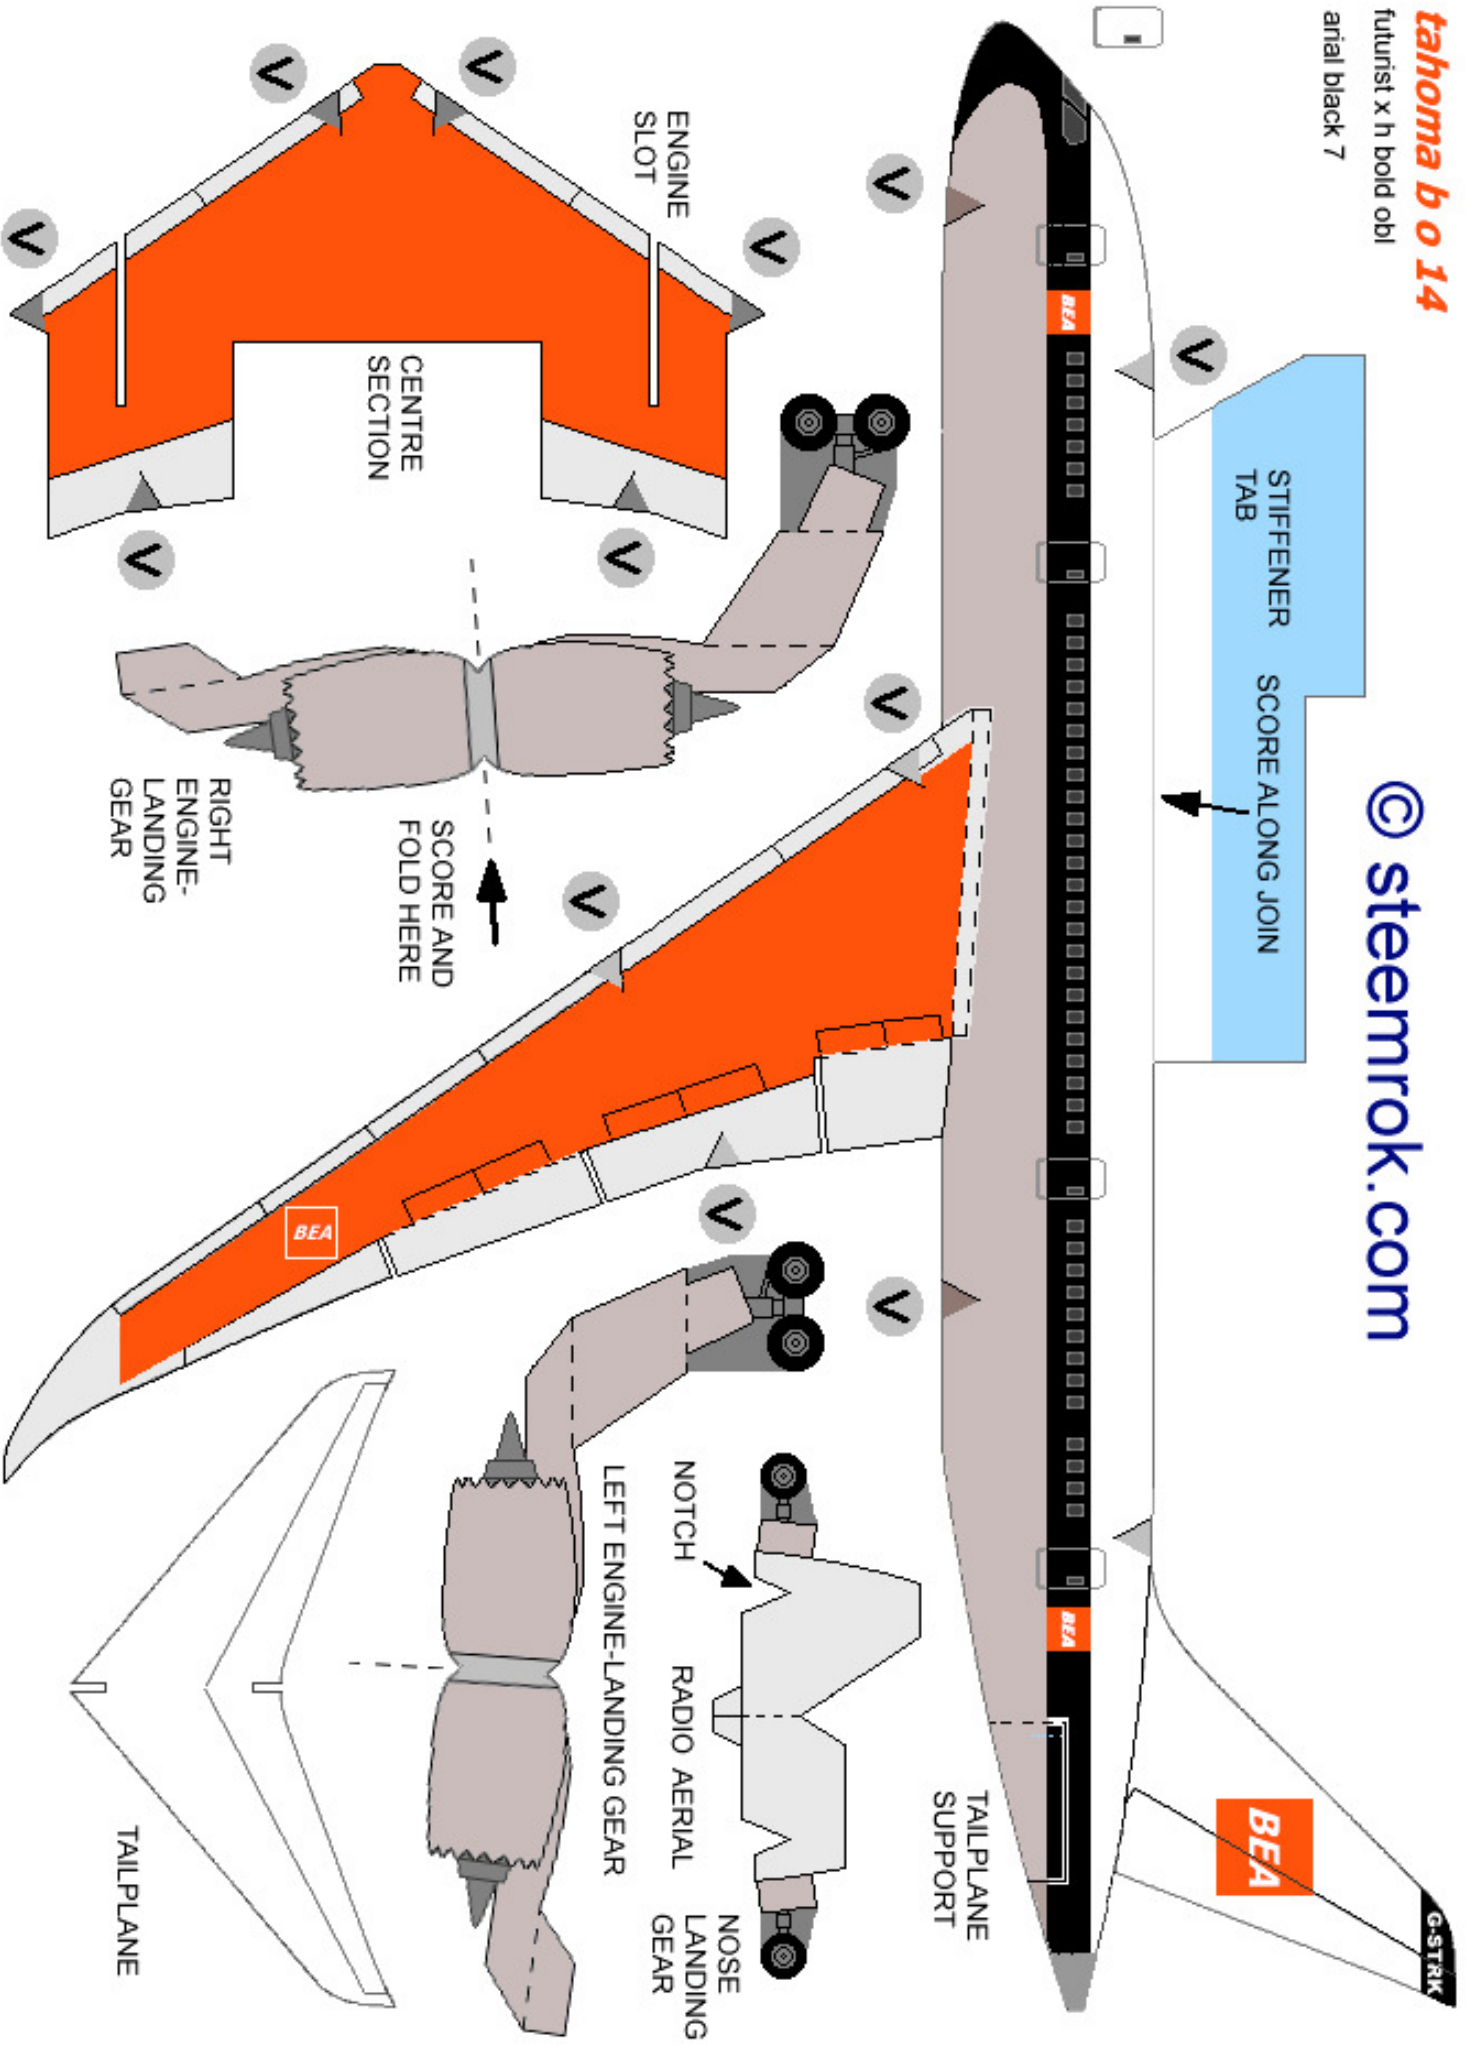 tahoma b o 14
futurist x h bold obl
arial black 7
© steemrok.com
STIFFENER
TAB
SCORE ALONG JOIN
V
V
V
V
V
V
V
V
V
V
V
V
ENGINE
SLOT
BEA
CENTRE
SECTION
RIGHT
ENGINE-
LANDING
GEAR
SCORE AND
FOLD HERE
BEA
LEFT ENGINE-LANDING GEAR
NOTCH
RADIO AERIAL
NOSE
LANDING
GEAR
BEA
TAILPLANE
SUPPORT
BEA
G-STRK
TAILPLANE